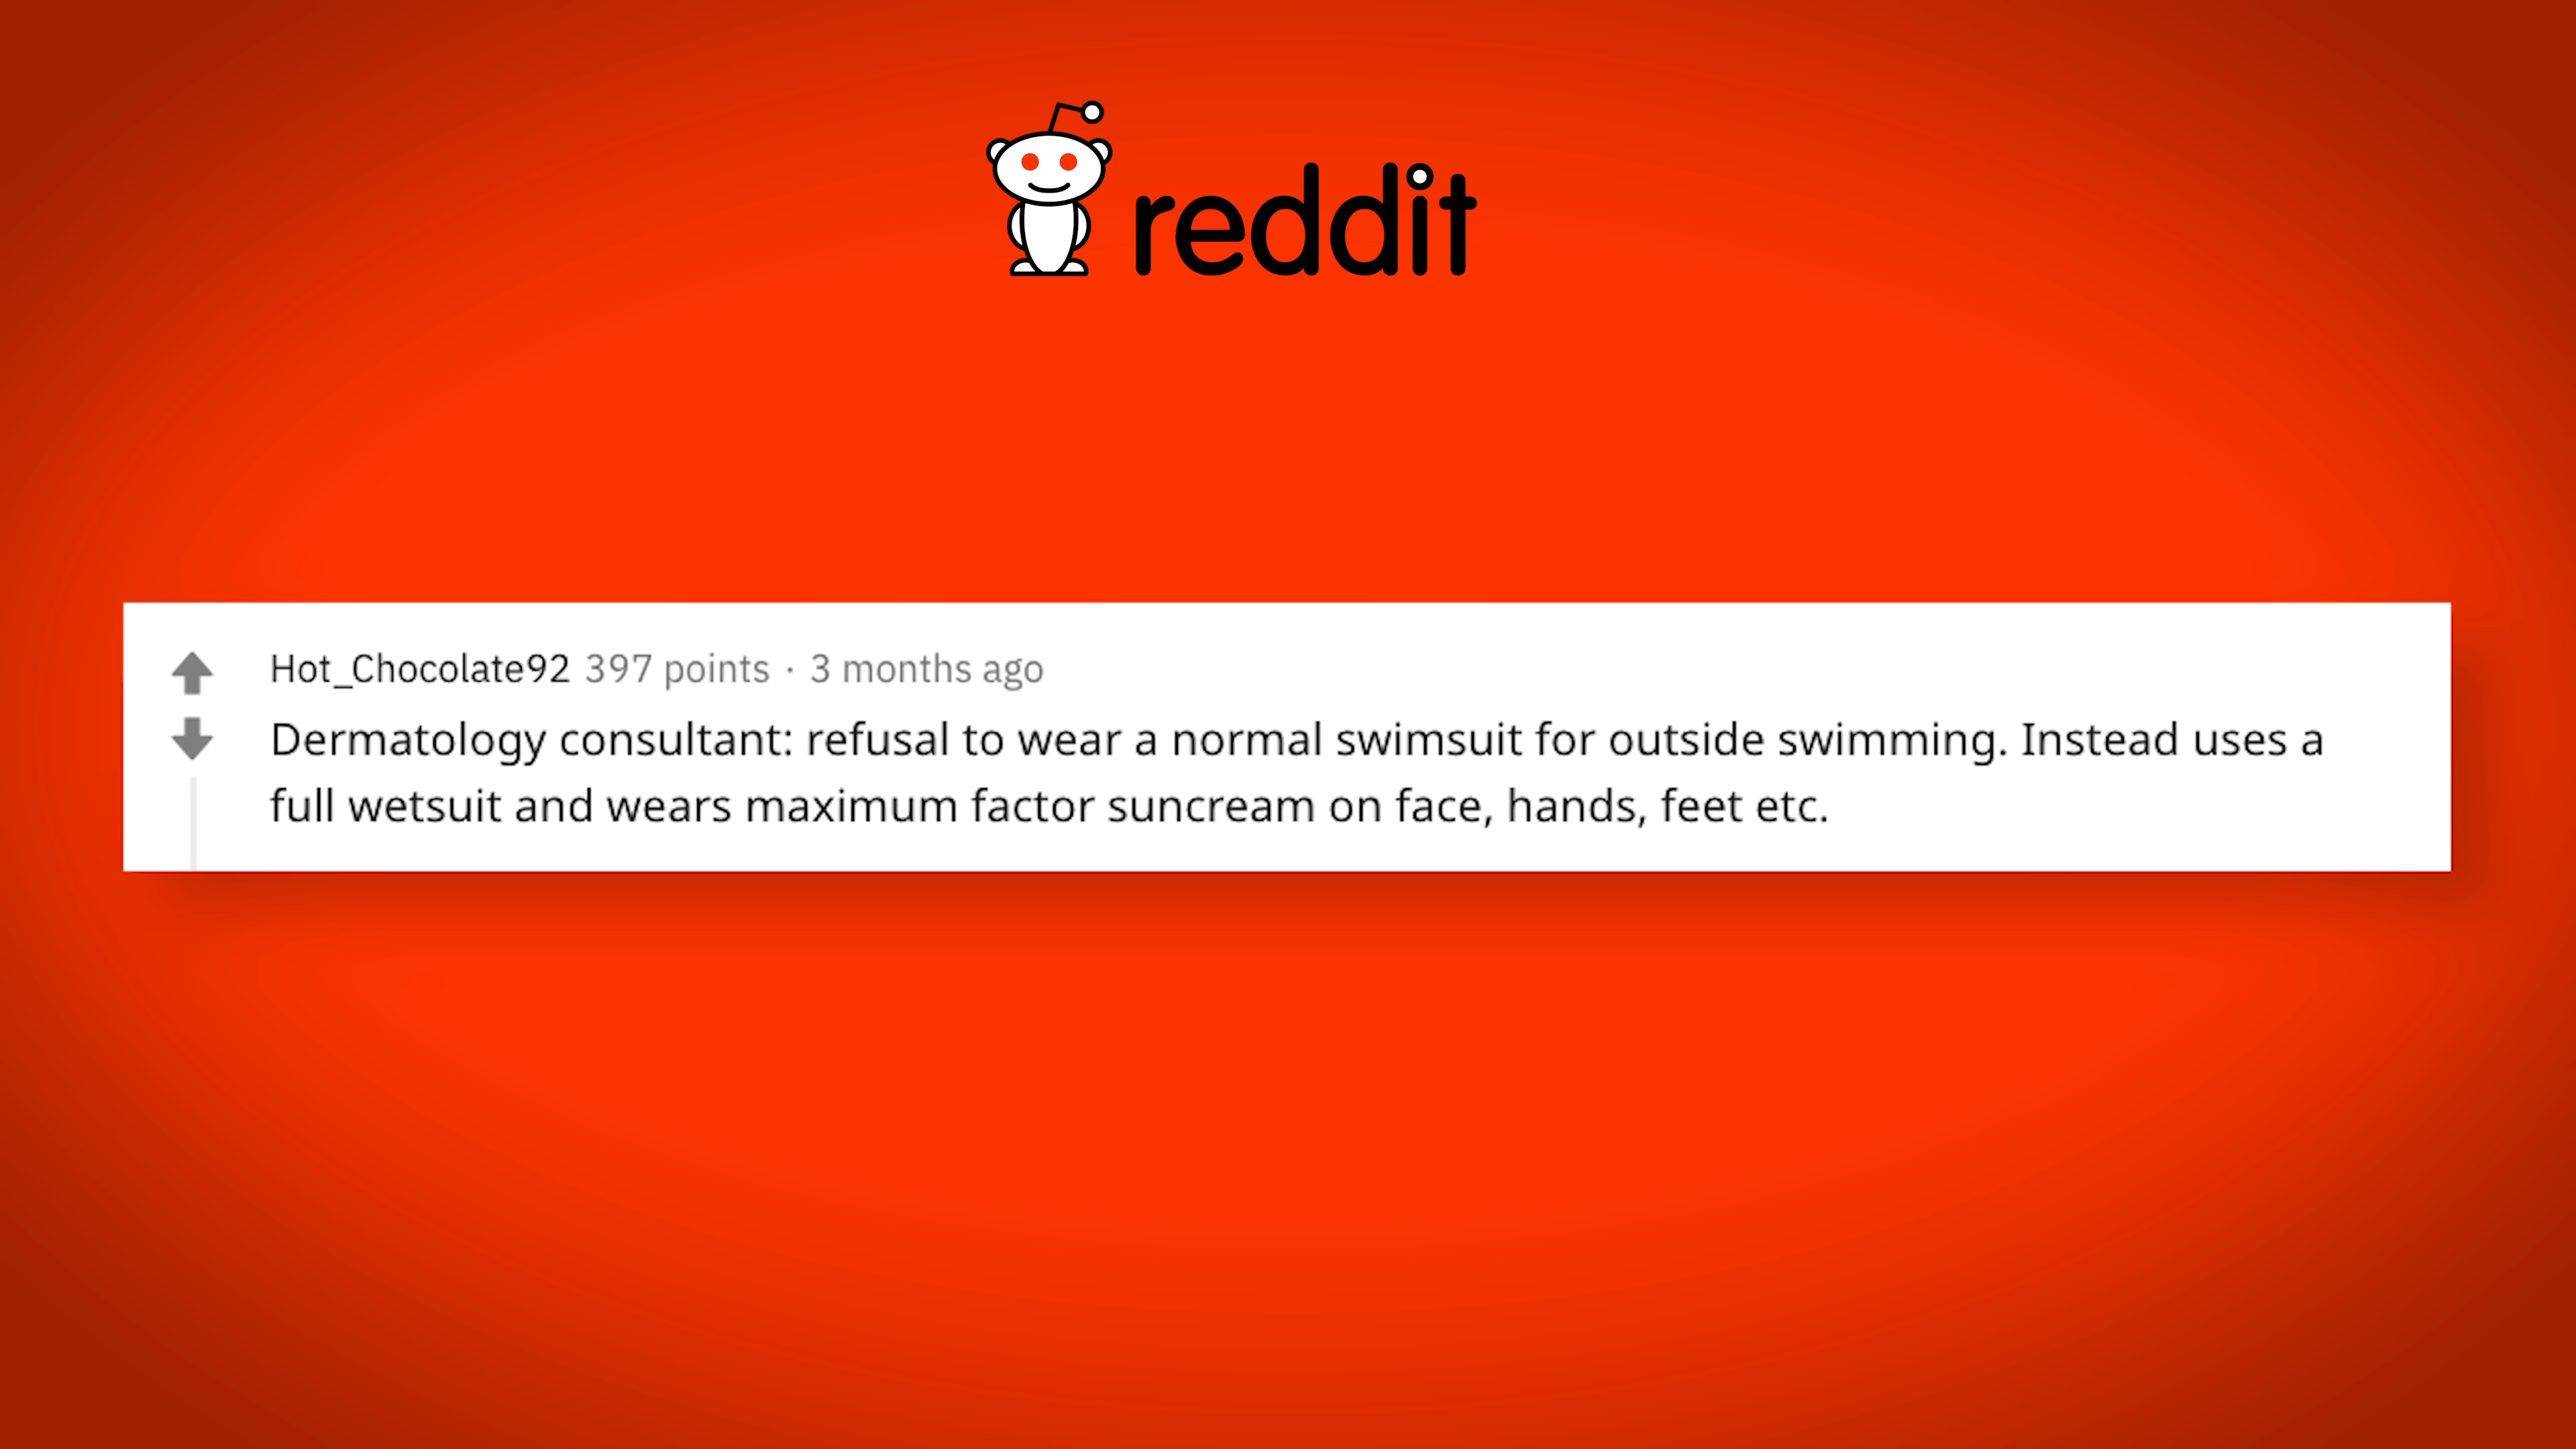 reddit
Hot_Chocolate92 397 points · 3 months ago
Dermatology consultant: refusal to wear a normal swimsuit for outside swimming. Instead uses a
full wetsuit and wears maximum factor suncream on face, hands, feet etc.